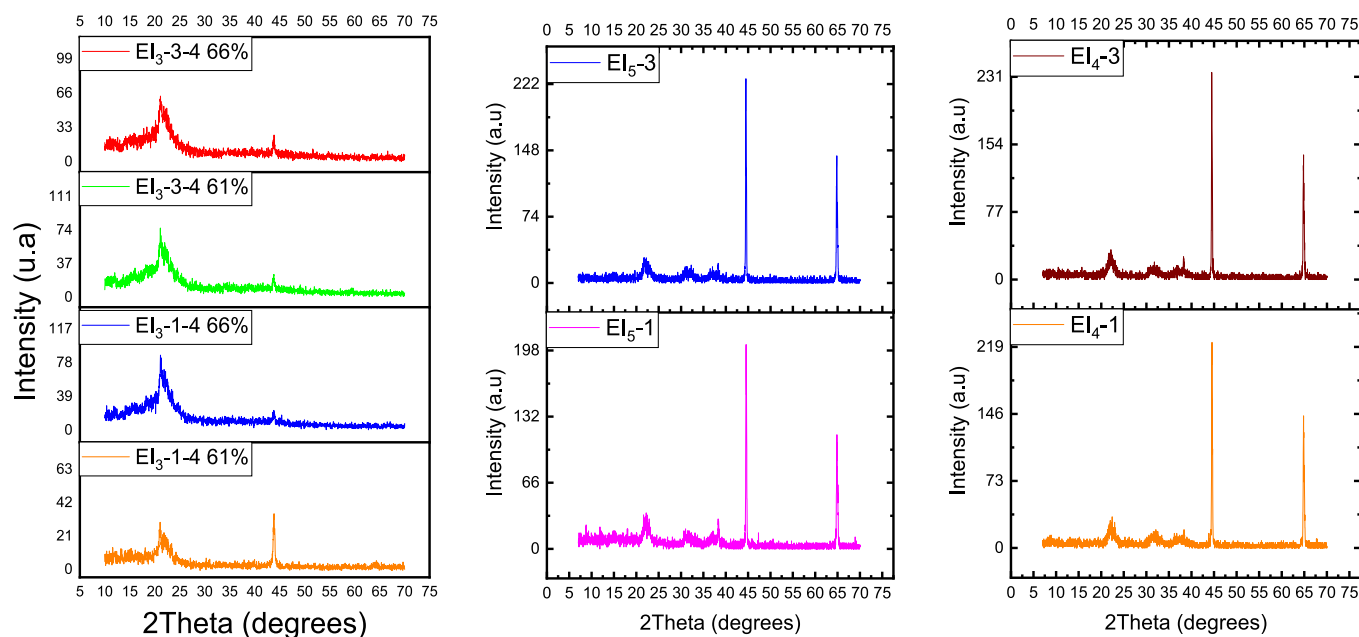 5 10 15 20 25 30 35 40 45 50 55 60 65 70 75
EI₃-3-4 66%
99
66
33
0
EI₃-3-4 61%
111
74
37
0
EI₃-1-4 66%
117
78
39
0
EI₃-1-4 61%
63
42
21
0
Intensity (u.a)
5 10 15 20 25 30 35 40 45 50 55 60 65 70 75
2Theta (degrees)
0 5 10 15 20 25 30 35 40 45 50 55 60 65 70 75
EI₅-3
222
148
74
0
Intensity (a.u)
EI₅-1
198
132
66
0
Intensity (a.u)
0 5 10 15 20 25 30 35 40 45 50 55 60 65 70 75
2Theta (degrees)
0 5 10 15 20 25 30 35 40 45 50 55 60 65 70 75
EI₄-3
231
154
77
0
Intensity (a.u)
EI₄-1
219
146
73
0
Intensity (a.u)
0 5 10 15 20 25 30 35 40 45 50 55 60 65 70 75
2Theta (degrees)